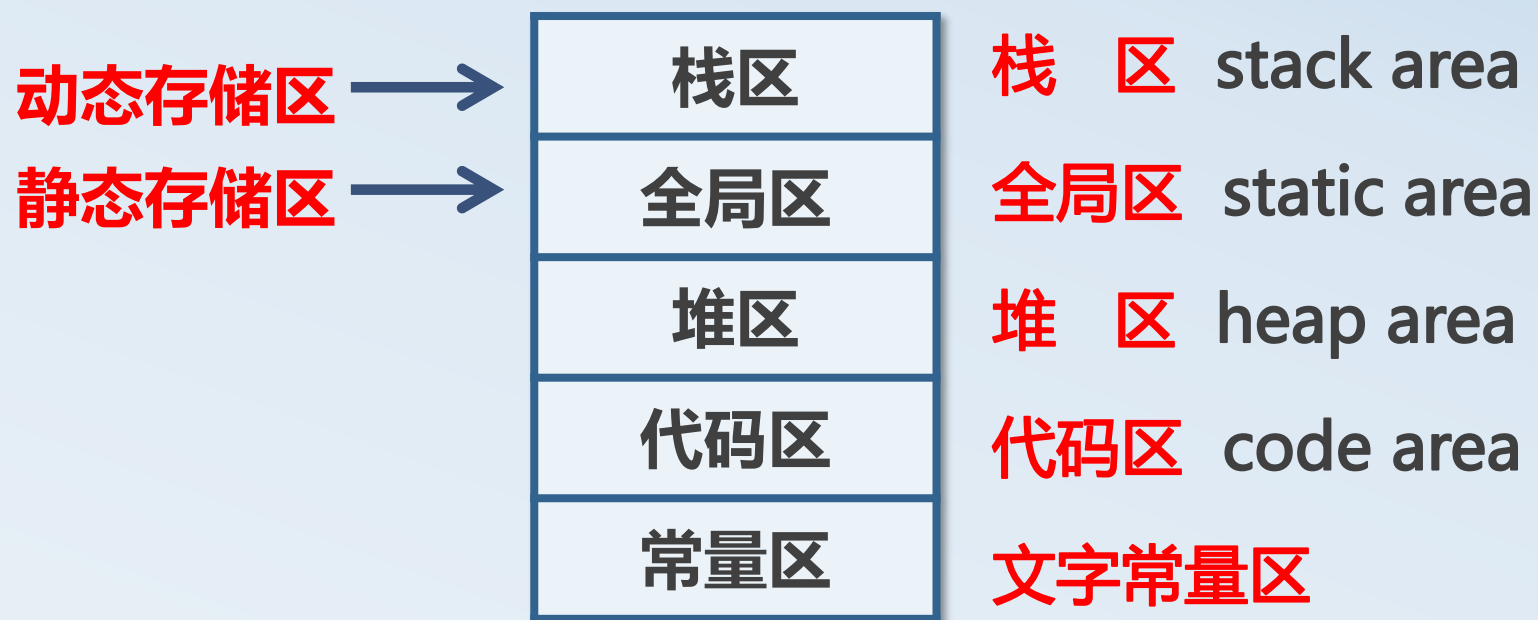 动态存储区
静态存储区
栈区
全局区
堆区
代码区
常量区
栈 区 stack area
全局区 static area
堆 区 heap area
代码区 code area
文字常量区